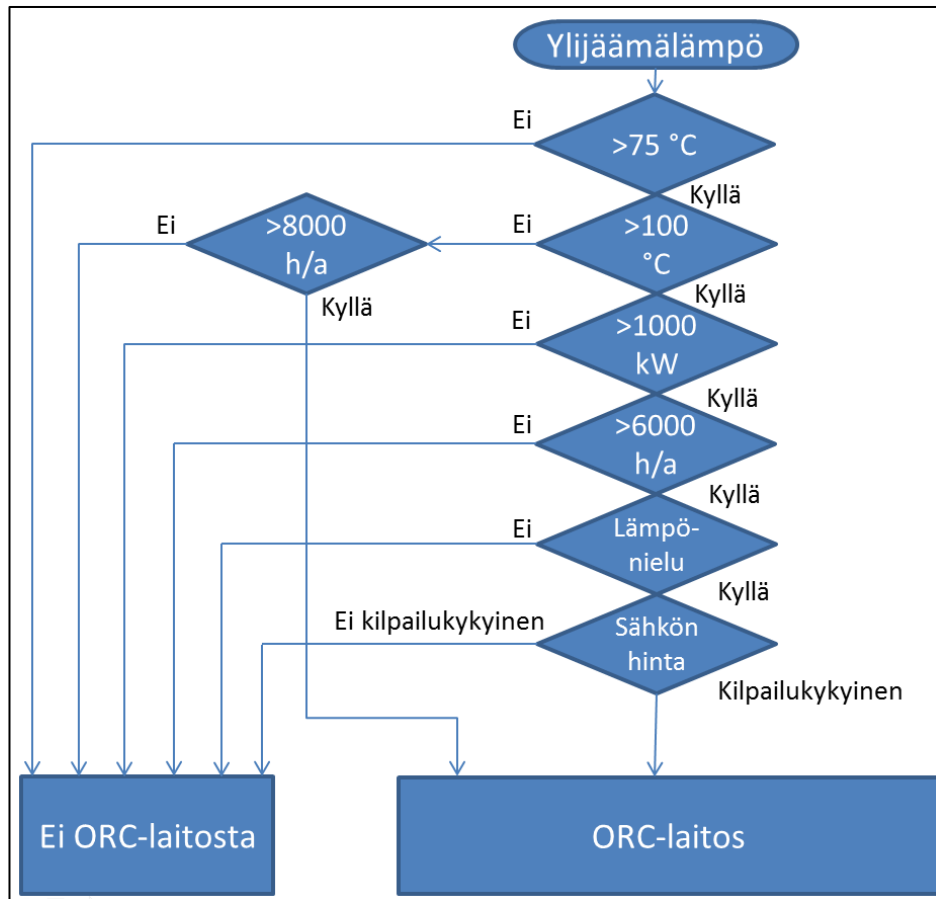 Ylijäämälämpö
Ei
>75 °C
Kyllä
Ei
>8000
h/a
Kyllä
Ei
>100
°C
Kyllä
Ei
>1000
kW
Kyllä
Ei
>6000
h/a
Kyllä
Ei
Lämpö-
nielu
Kyllä
Ei kilpailukykyinen
Sähkön
hinta
Kilpailukykyinen
Ei ORC-laitosta
ORC-laitos